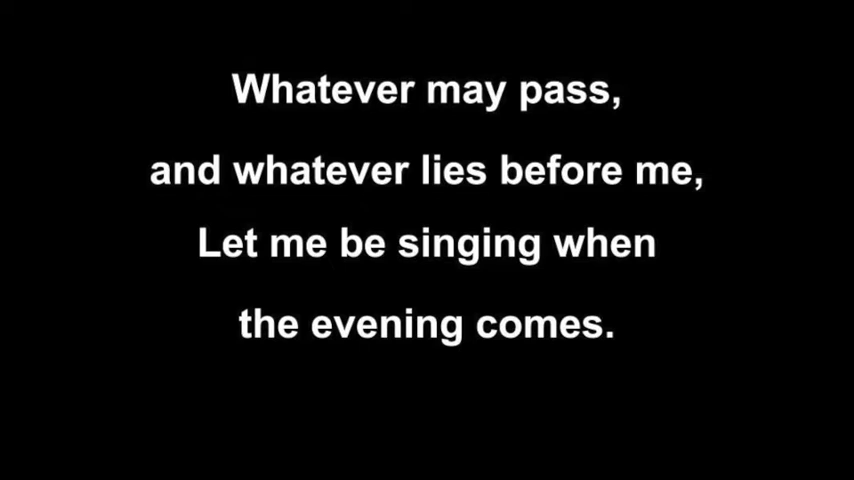 Whatever may pass,
and whatever lies before me,
Let me be singing when
the evening comes.